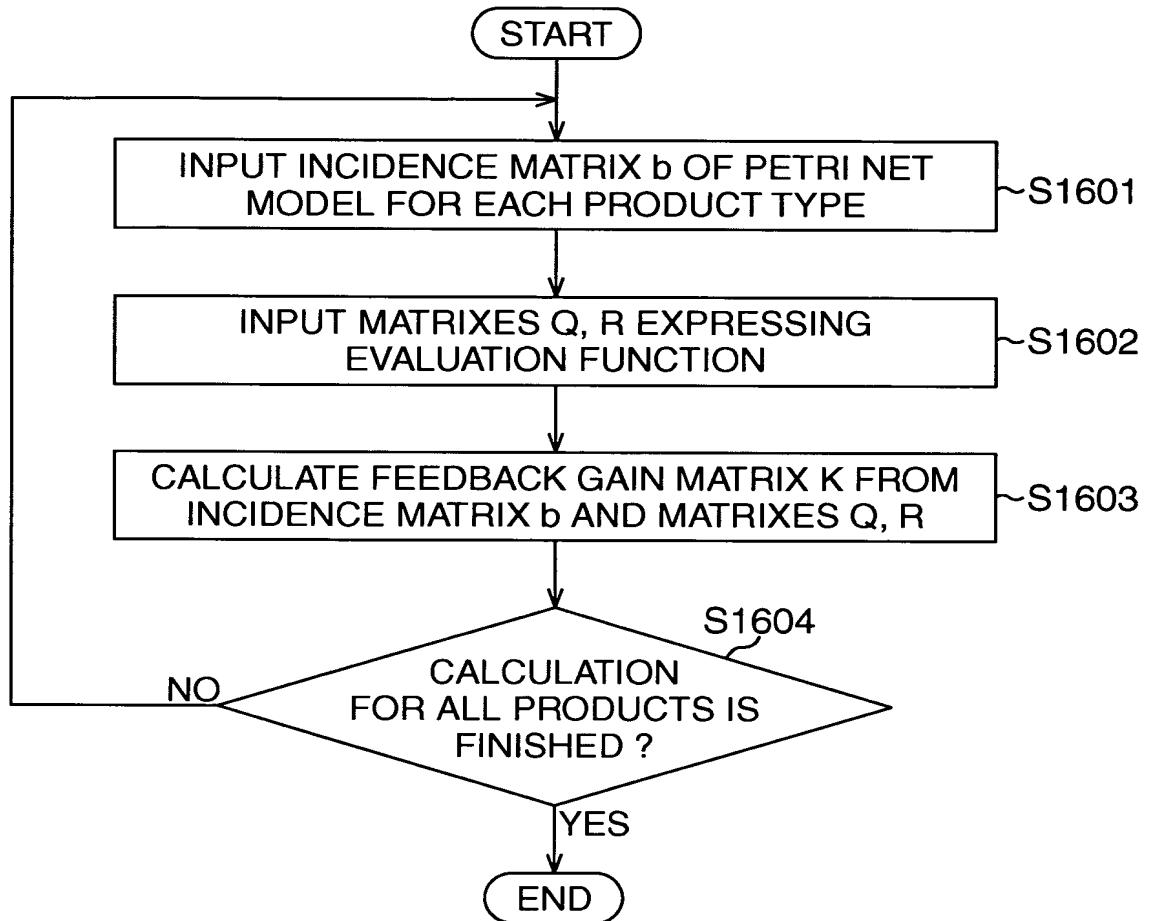 START
INPUT INCIDENCE MATRIX b OF PETRI NET
MODEL FOR EACH PRODUCT TYPE
S1601
INPUT MATRIXES Q, R EXPRESSING
EVALUATION FUNCTION
S1602
CALCULATE FEEDBACK GAIN MATRIX K FROM
INCIDENCE MATRIX b AND MATRIXES Q, R
S1603
S1604
CALCULATION
FOR ALL PRODUCTS IS
FINISHED ?
NO
YES
END